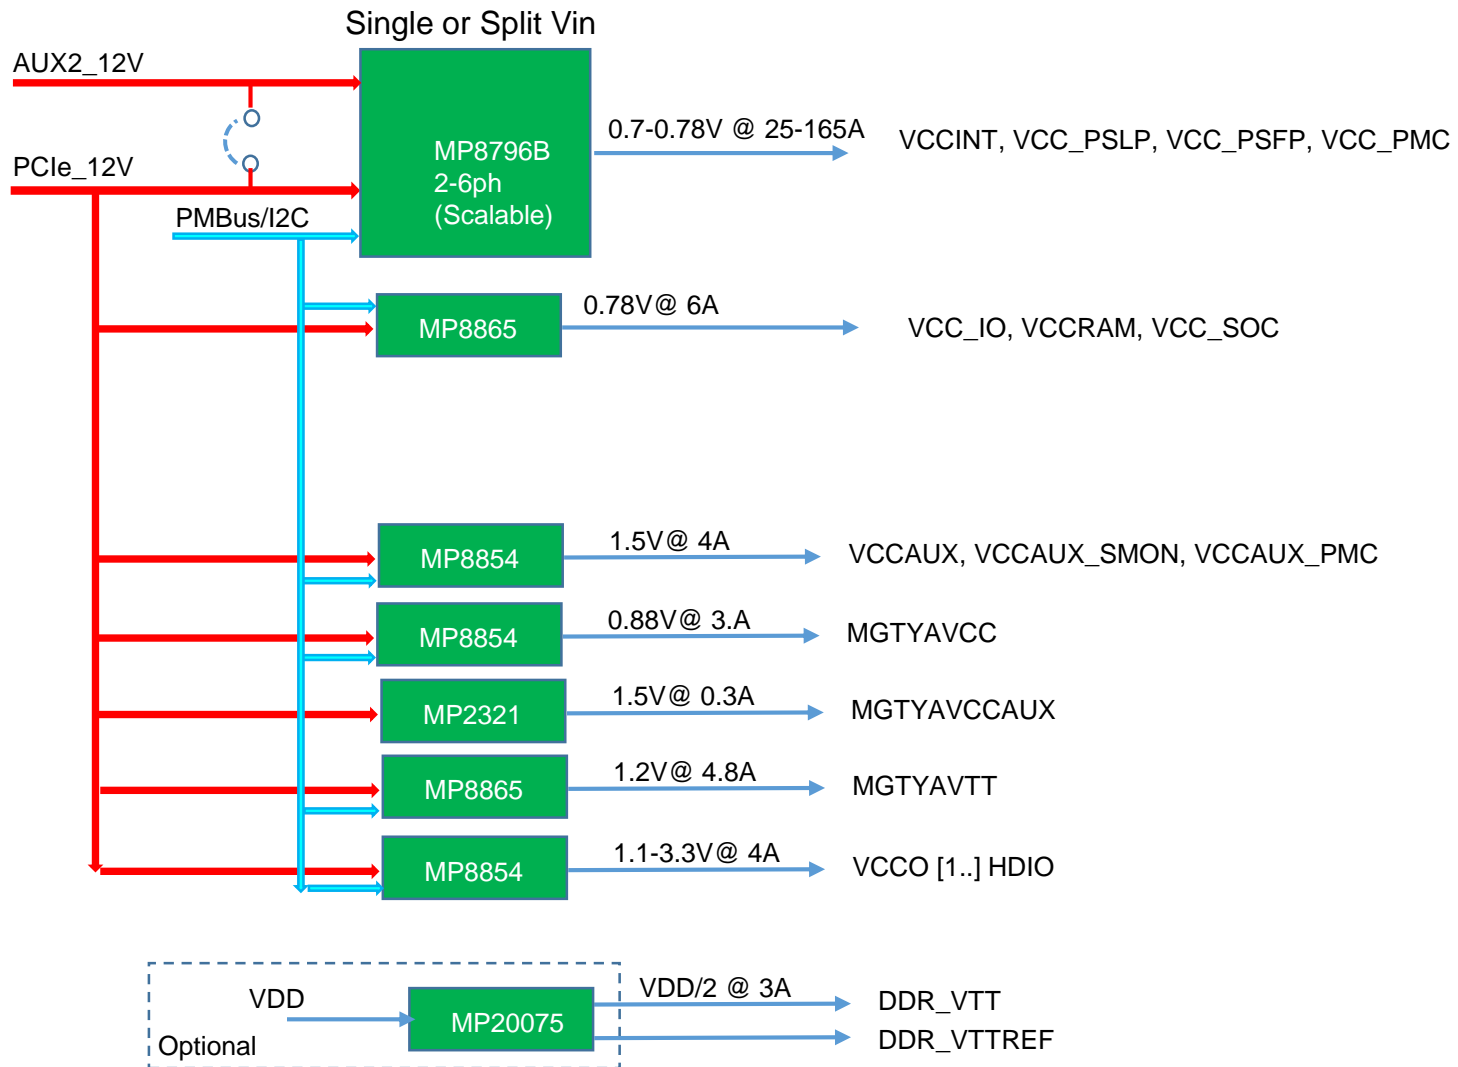 Single or Split Vin
AUX2_12V
PCIe_12V
PMBus/I2C
MP8796B
2-6ph
(Scalable)
0.7-0.78V @ 25-165A
VCCINT, VCC_PSLP, VCC_PSFP, VCC_PMC
MP8865
0.78V@ 6A
VCC_IO, VCCRAM, VCC_SOC
MP8854
1.5V@ 4A
VCCAUX, VCCAUX_SMON, VCCAUX_PMC
MP8854
0.88V@ 3.A
MGTYAVCC
MP2321
1.5V@ 0.3A
MGTYAVCCAUX
MP8865
1.2V@ 4.8A
MGTYAVTT
MP8854
1.1-3.3V@ 4A
VCCO [1..] HDIO
VDD
Optional
MP20075
VDD/2 @ 3A
DDR_VTT
DDR_VTTREF